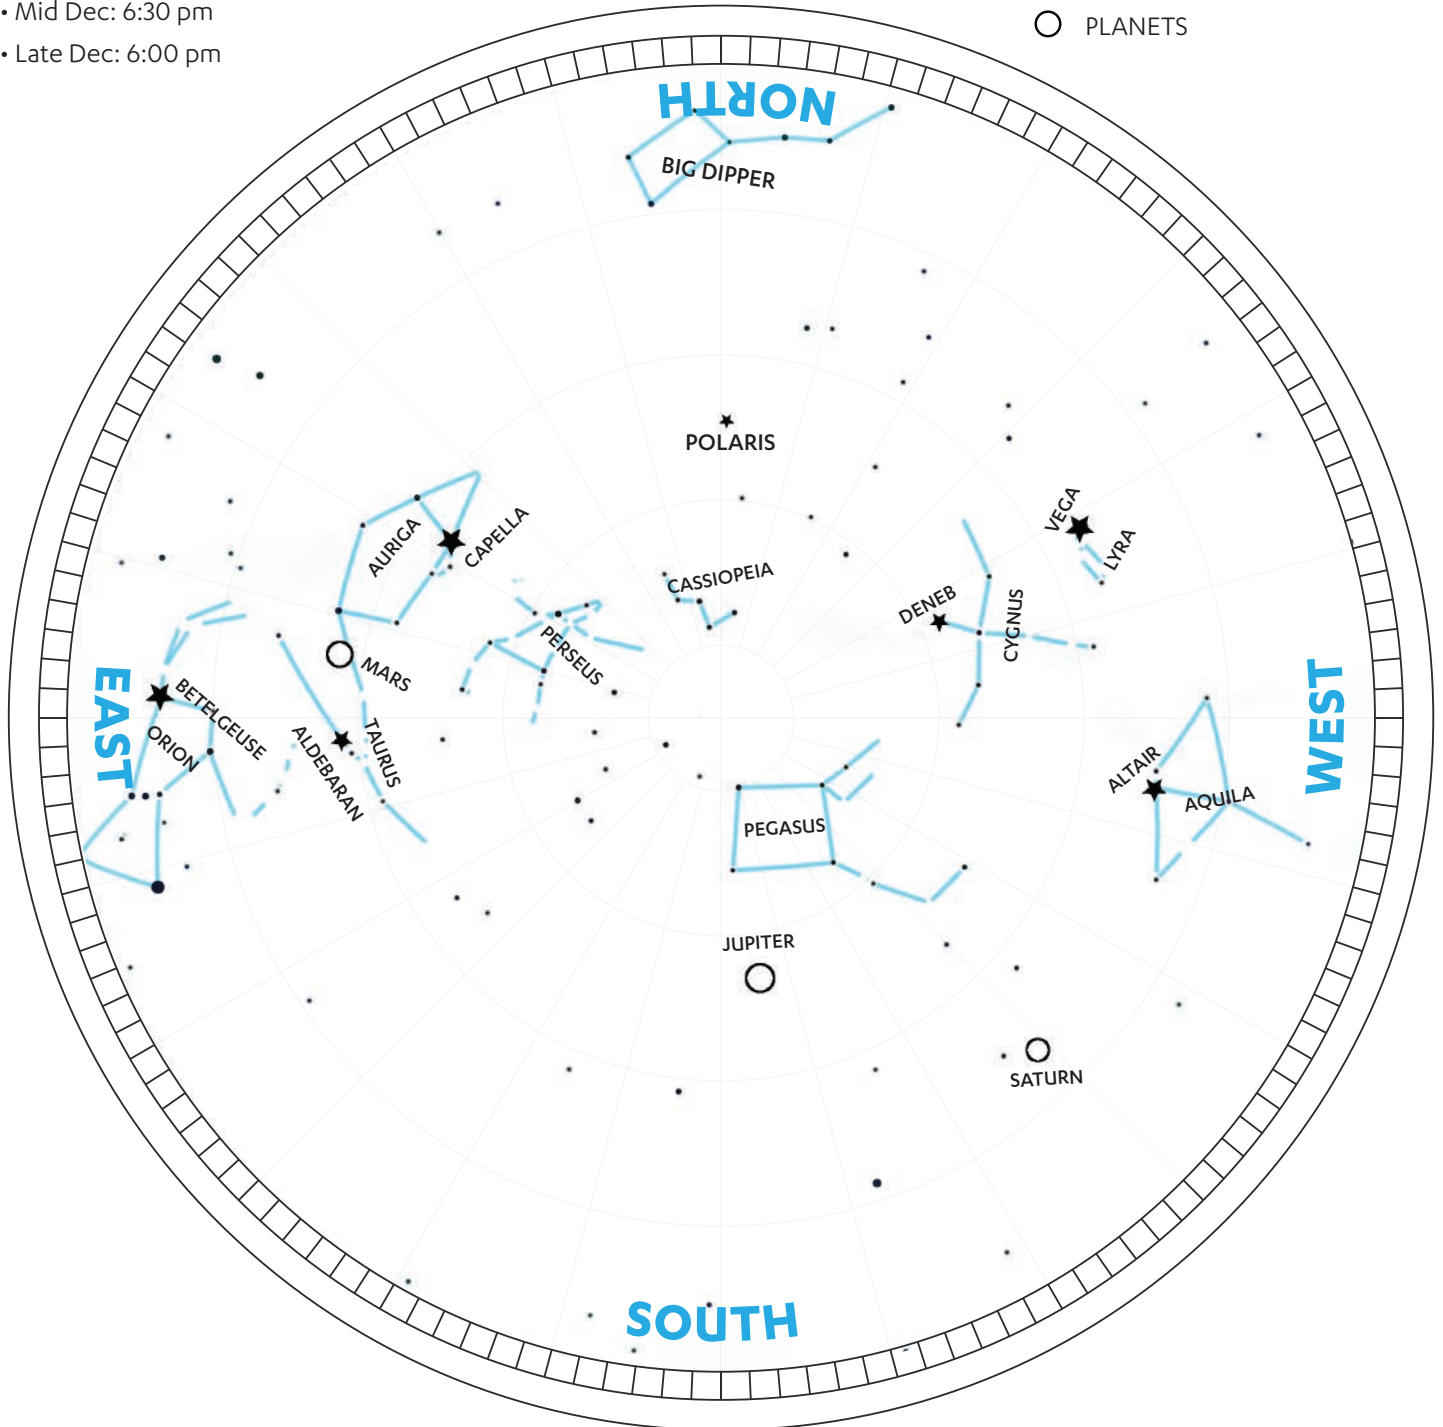 • Mid Dec: 6:30 pm
• Late Dec: 6:00 pm
PLANETS
NORTH
BIG DIPPER
POLARIS
AURIGA
CAPELLA
CASSIOPEIA
VEGA
LYRA
DENEB
CYGNUS
PERSEUS
MARS
EAST
BETELGEUSE
ORION
ALDEBARAN
TAURUS
WEST
ALTAIR
AQUILA
PEGASUS
JUPITER
SATURN
SOUTH